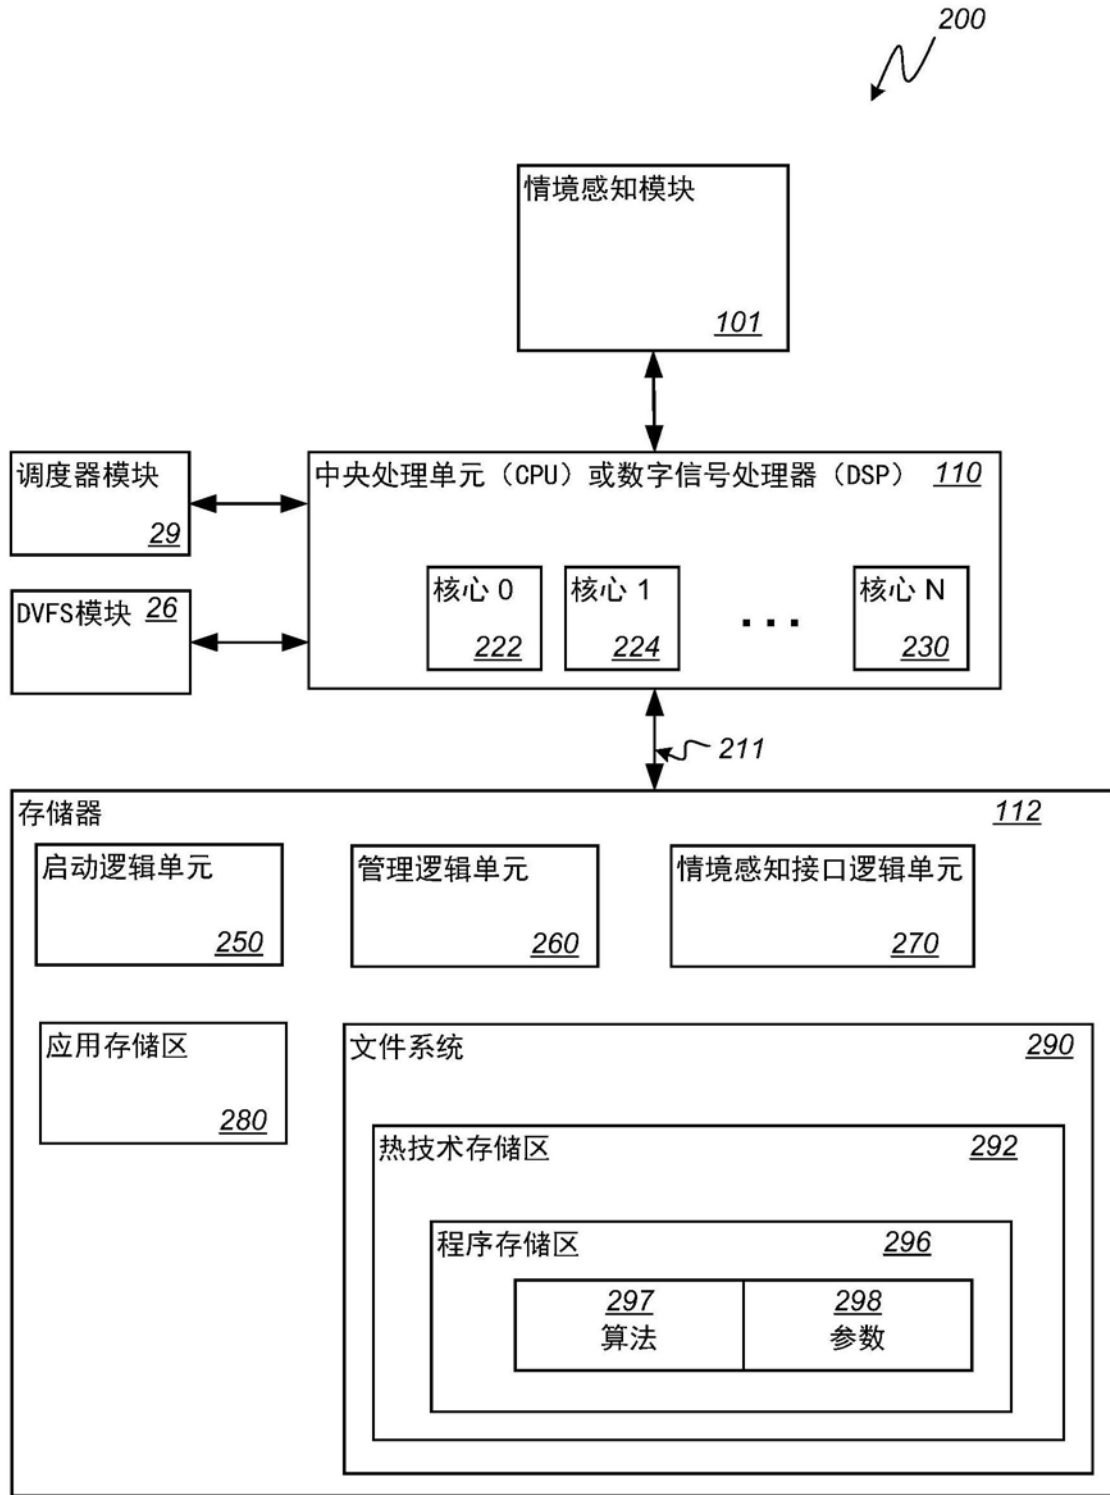 200
情境感知模块
101
调度器模块
29
中央处理单元（CPU）或数字信号处理器（DSP） 110
DVFS模块 26
核心 0
222
核心 1
224
...
核心 N
230
211
存储器 112
启动逻辑单元
250
管理逻辑单元
260
情境感知接口逻辑单元
270
应用存储区
280
文件系统 290
热技术存储区 292
程序存储区 296
297
算法
298
参数